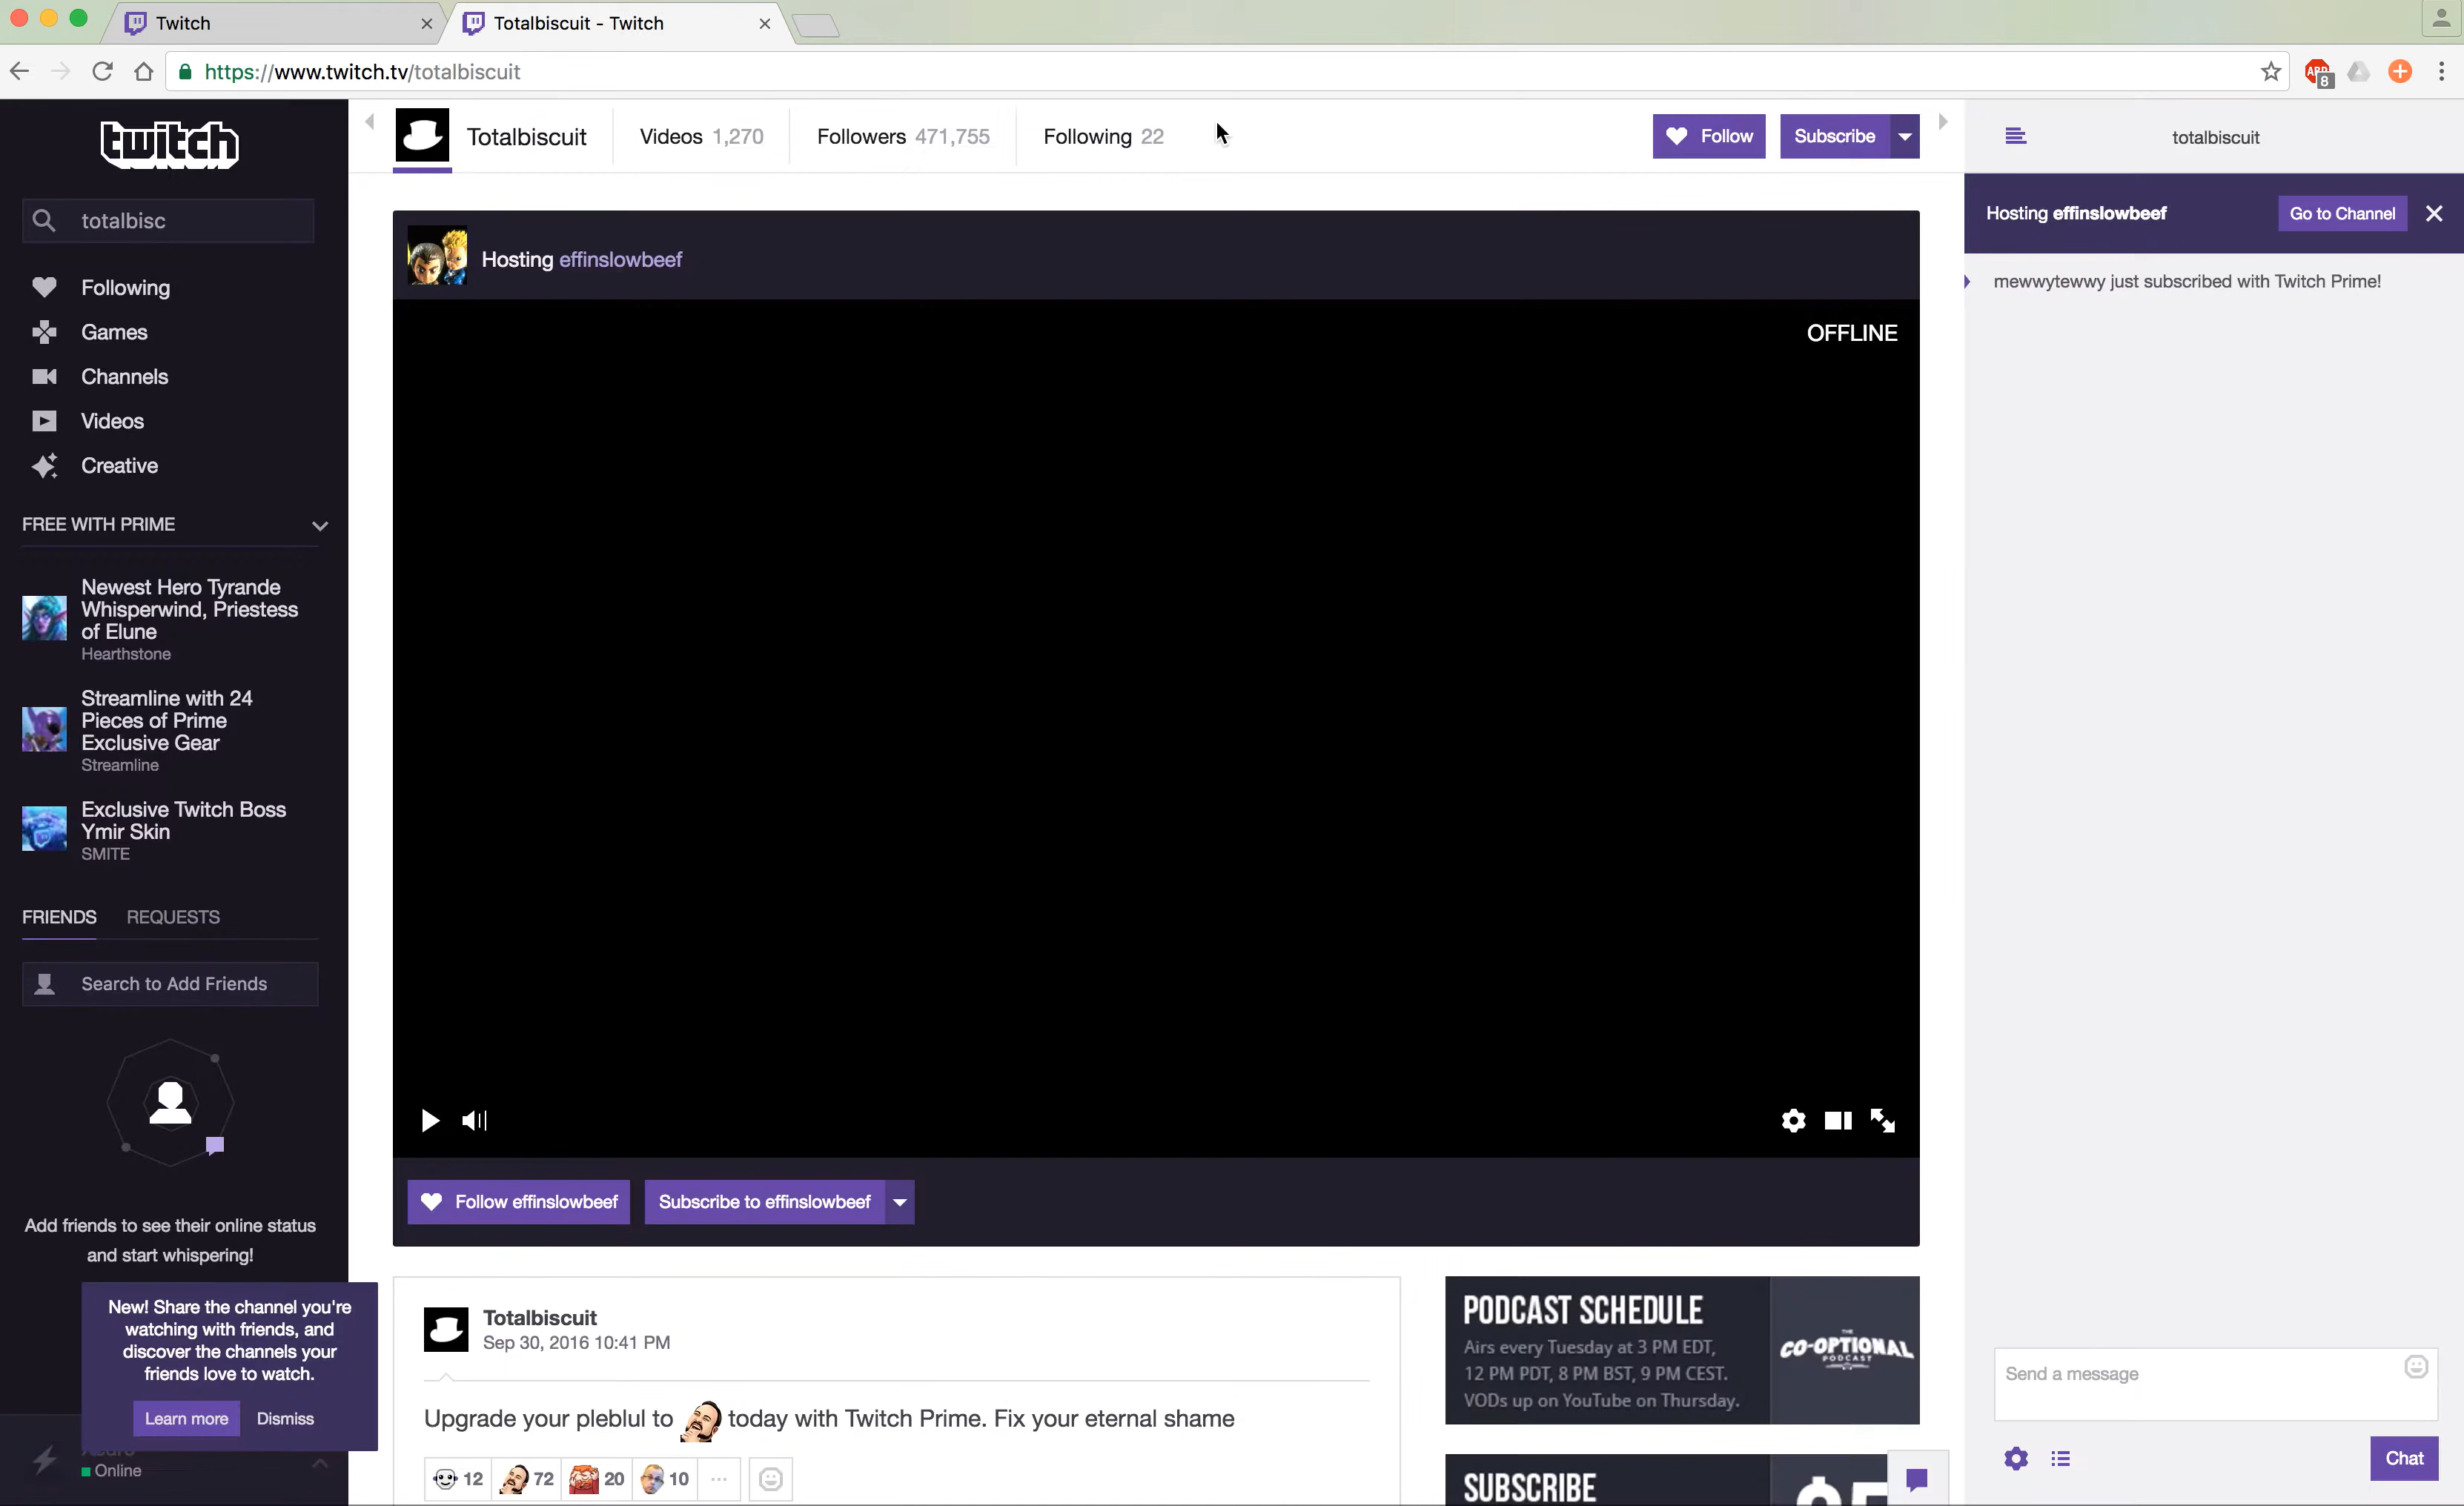 Twitch
Totalbiscuit - Twitch
https://www.twitch.tv/totalbiscuit
ABP
8
twitch
totalbisc
Following
Games
Channels
Videos
Creative
FREE WITH PRIME
Newest Hero Tyrande
Whisperwind, Priestess
of Elune
Hearthstone
Streamline with 24
Pieces of Prime
Exclusive Gear
Streamline
Exclusive Twitch Boss
Ymir Skin
SMITE
FRIENDS REQUESTS
Search to Add Friends
Add friends to see their online status
and start whispering!
New! Share the channel you're
watching with friends, and
discover the channels your
friends love to watch.
Learn more Dismiss
Online
Totalbiscuit Videos 1,270 Followers 471,755 Following 22 Follow Subscribe
Hosting effinslowbeef
OFFLINE
Follow effinslowbeef Subscribe to effinslowbeef
Totalbiscuit
Sep 30, 2016 10:41 PM
Upgrade your pleblul to today with Twitch Prime. Fix your eternal shame
12 72 20 10 ...
PODCAST SCHEDULE
Airs every Tuesday at 3 PM EDT,
12 PM PDT, 8 PM BST, 9 PM CEST.
VODs up on YouTube on Thursday.
THE
CO-OPTIONAL
PODCAST
SUBSCRIBE
$5
totalbiscuit
Hosting effinslowbeef Go to Channel
mewwytewwy just subscribed with Twitch Prime!
Send a message
Chat